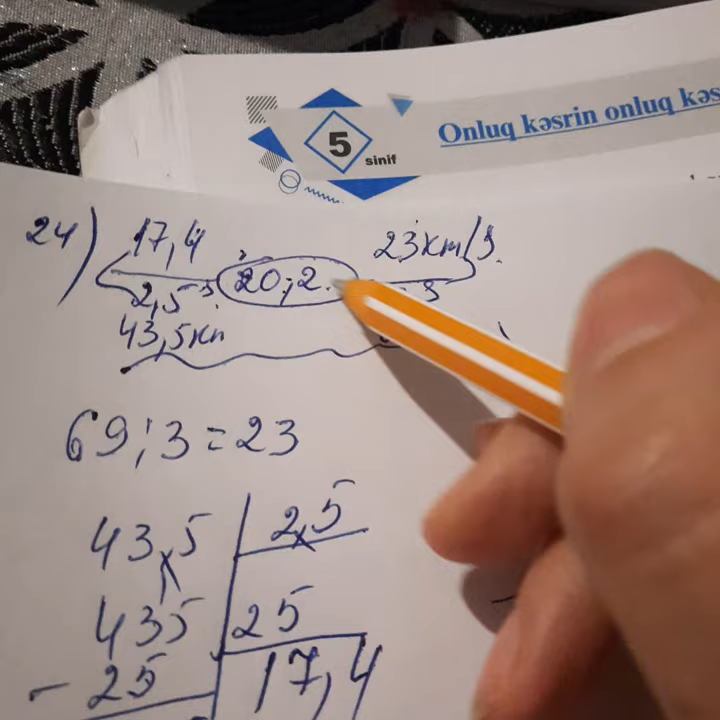 Onluq kəsrin onluq kəs
5
sinif
24) 17,4 23km/s.
20,2.
2,5 s
43,5km
69:3=23
43,5 2,5
435 25
- 25 17,4